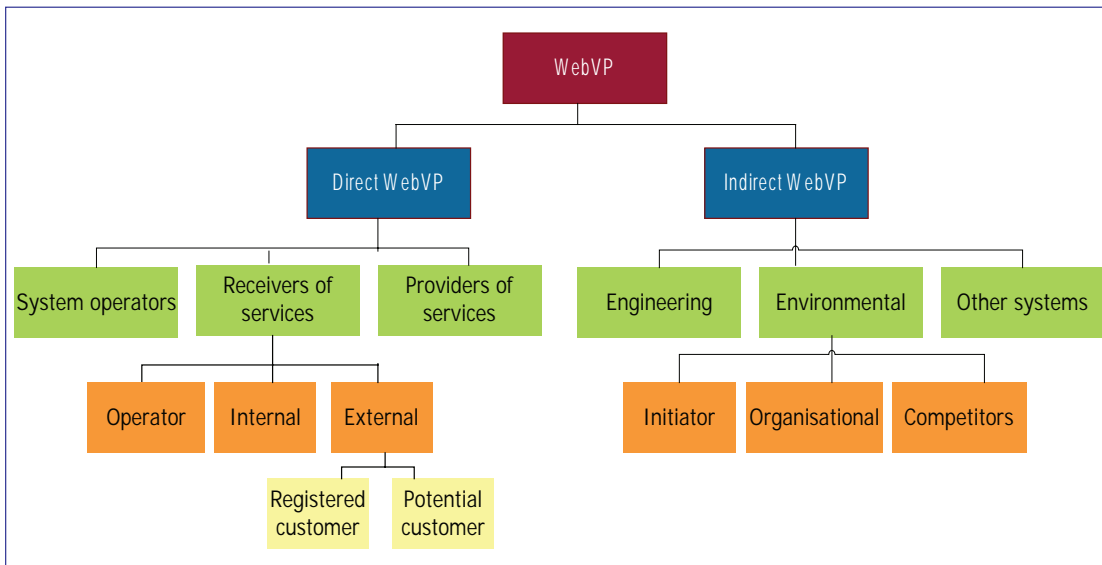 WebVP
Direct WebVP
Indirect WebVP
System operators
Receivers of
services
Providers of
services
Engineering
Environmental
Other systems
Operator
Internal
External
Initiator
Organisational
Competitors
Registered
customer
Potential
customer